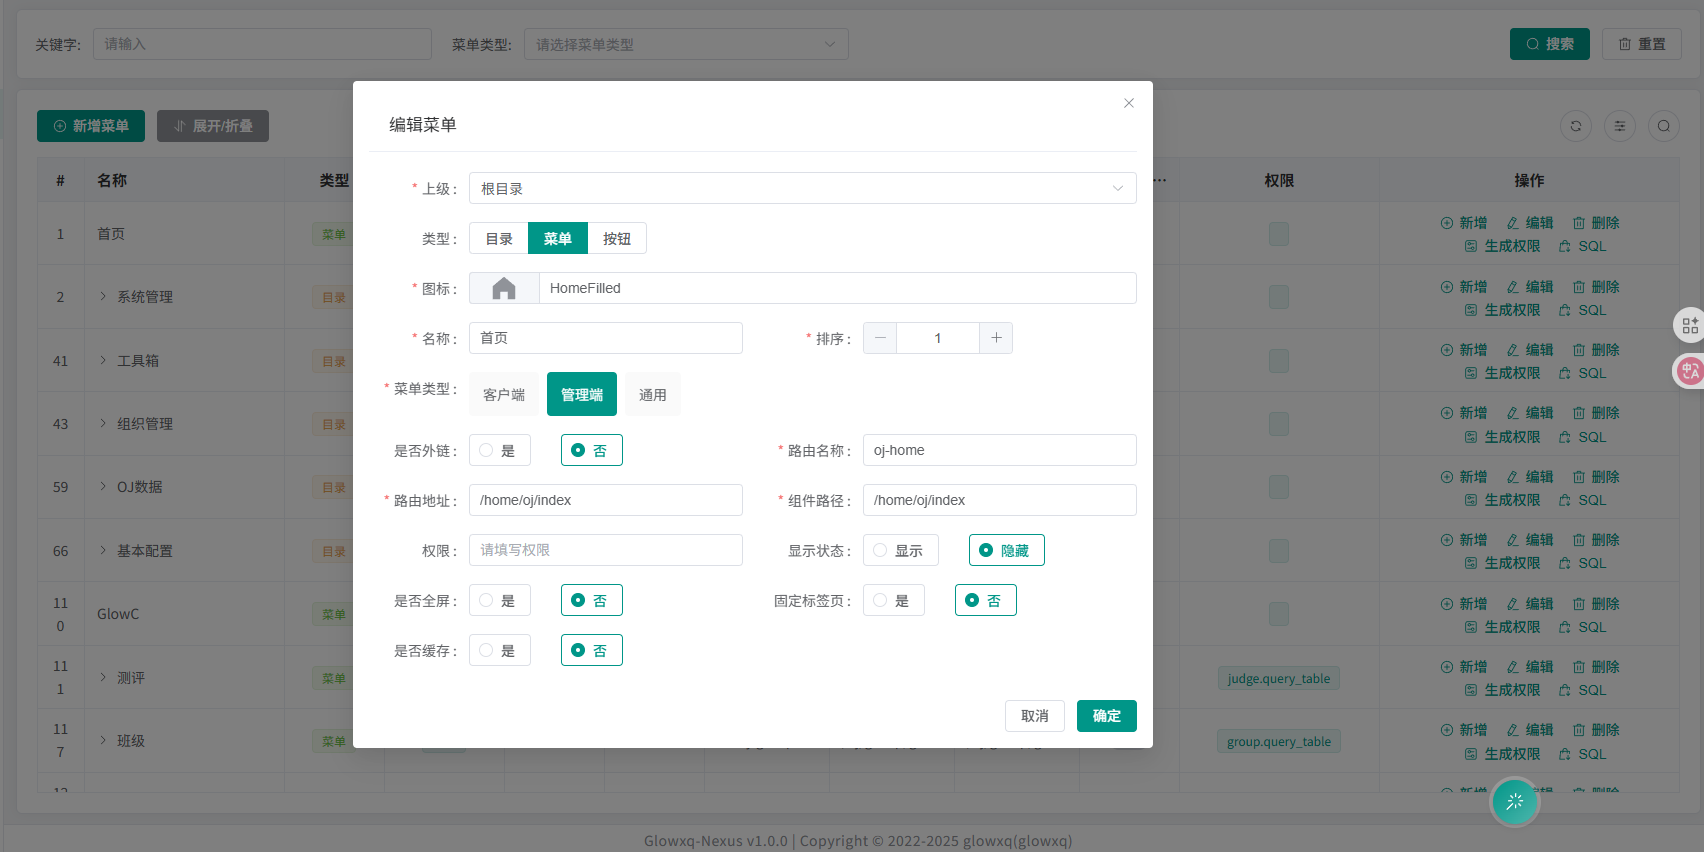 关键字: 请输入 菜单类型: 请选择菜单类型 搜索 重置
新增菜单 展开/折叠
# 名称 类型 ... 权限 操作
编辑菜单
* 上级: 根目录
类型: 目录 菜单 按钮
* 图标: HomeFilled
* 名称: 首页 * 排序: 1
* 菜单类型: 客户端 管理端 通用
是否外链: 是 否 * 路由名称: oj-home
* 路由地址: /home/oj/index * 组件路径: /home/oj/index
权限: 请填写权限 显示状态: 显示 隐藏
是否全屏: 是 否 固定标签页: 是 否
是否缓存: 是 否
取消 确定
1 首页 菜单 新增 编辑 删除
生成权限 SQL
2 系统管理 目录 新增 编辑 删除
生成权限 SQL
41 工具箱 目录 新增 编辑 删除
生成权限 SQL
43 组织管理 目录 新增 编辑 删除
生成权限 SQL
59 OJ数据 目录 新增 编辑 删除
生成权限 SQL
66 基本配置 目录 新增 编辑 删除
生成权限 SQL
110 GlowC 菜单 新增 编辑 删除
生成权限 SQL
111 测评 菜单 judge.query_table 新增 编辑 删除
生成权限 SQL
117 班级 菜单 group.query_table 新增 编辑 删除
生成权限 SQL
12 新增 编辑 删除
Glowxq-Nexus v1.0.0 | Copyright © 2022-2025 glowxq(glowxq)